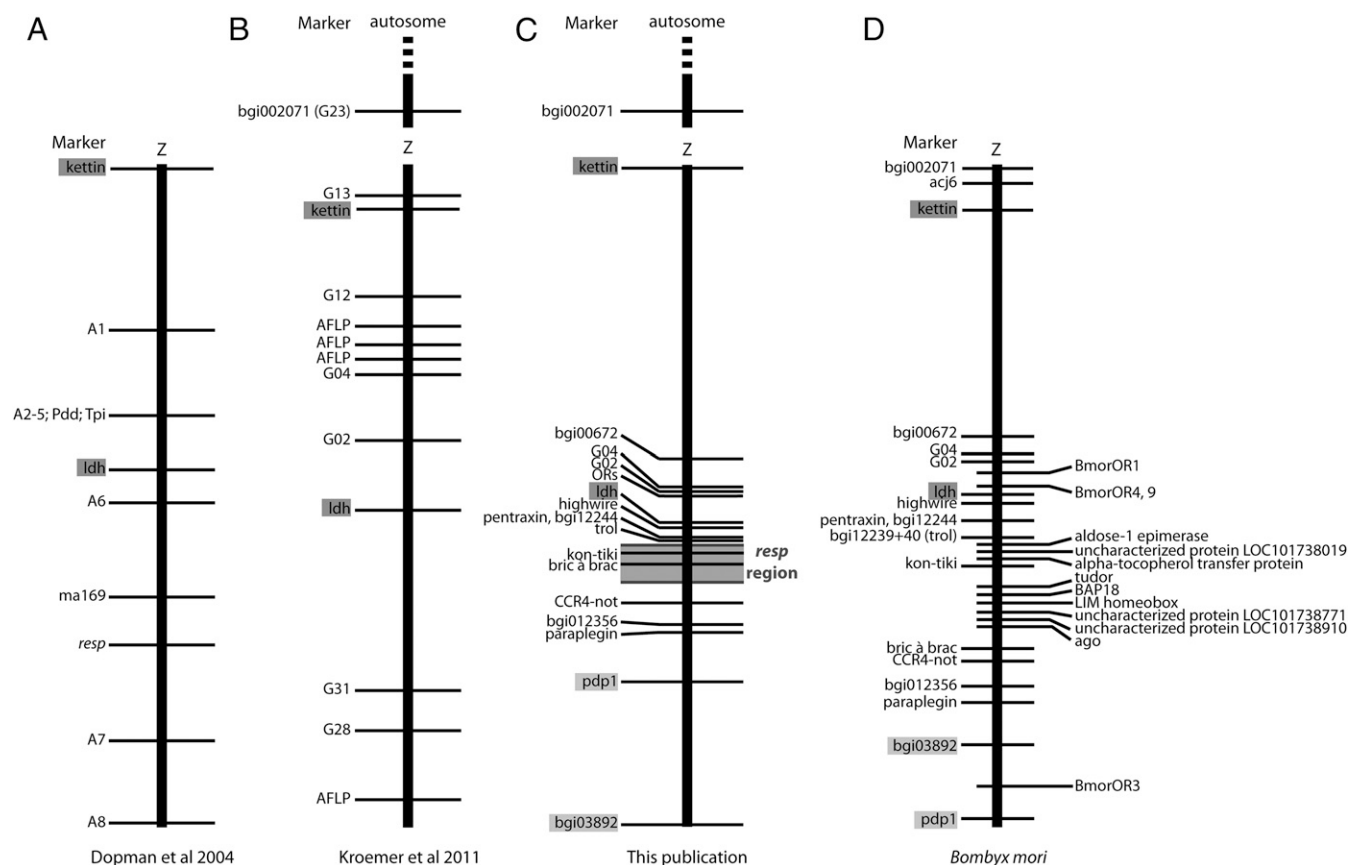 A
Marker
Z
kettin
A1
A2-5; Pdd; Tpi
ldh
A6
ma169
resp
A7
A8
Dopman et al 2004
B
Marker
autosome
bgi002071 (G23)
Z
G13
kettin
G12
AFLP
AFLP
AFLP
G04
G02
ldh
G31
G28
AFLP
Kroemer et al 2011
C
Marker
autosome
bgi002071
Z
kettin
bgi00672
G04
G02
ORs
ldh
highwire
pentraxin, bgi12244
trol
kon-tiki
bric à brac
resp
region
CCR4-not
bgi012356
paraplegin
pdp1
bgi03892
This publication
D
Marker
Z
bgi002071
acj6
kettin
bgi00672
G04
G02
BmorOR1
ldh
BmorOR4, 9
highwire
pentraxin, bgi12244
bgi12239+40 (trol)
aldose-1 epimerase
uncharacterized protein LOC101738019
alpha-tocopherol transfer protein
kon-tiki
tudor
BAP18
LIM homeobox
uncharacterized protein LOC101738771
uncharacterized protein LOC101738910
ago
bric à brac
CCR4-not
bgi012356
paraplegin
bgi03892
BmorOR3
pdp1
Bombyx mori